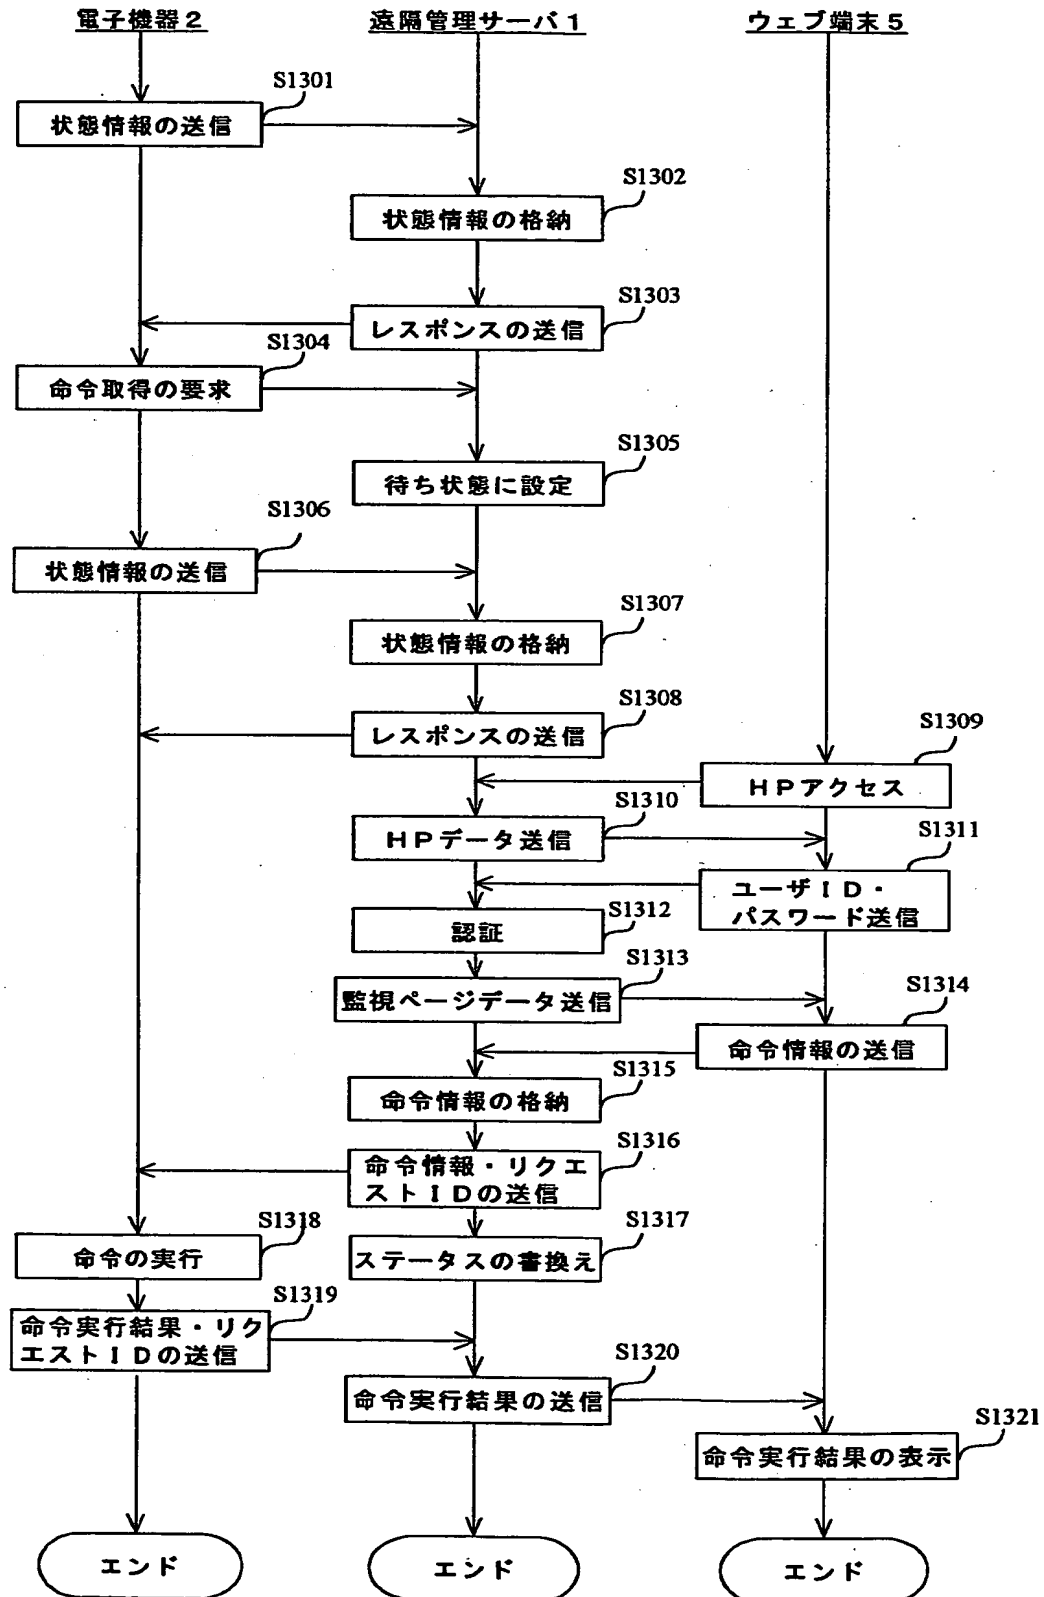 電子機器2
遠隔管理サーバ1
ウェブ端末5
S1301
状態情報の送信
S1302
状態情報の格納
S1303
レスポンスの送信
S1304
命令取得の要求
S1305
待ち状態に設定
S1306
状態情報の送信
S1307
状態情報の格納
S1308
レスポンスの送信
S1309
HPアクセス
S1310
HPデータ送信
S1311
ユーザID・
パスワード送信
S1312
認証
S1313
監視ページデータ送信
S1314
命令情報の送信
S1315
命令情報の格納
S1316
命令情報・リクエ
ストIDの送信
S1317
ステータスの書換え
S1318
命令の実行
S1319
命令実行結果・リク
エストIDの送信
S1320
命令実行結果の送信
S1321
命令実行結果の表示
エンド
エンド
エンド